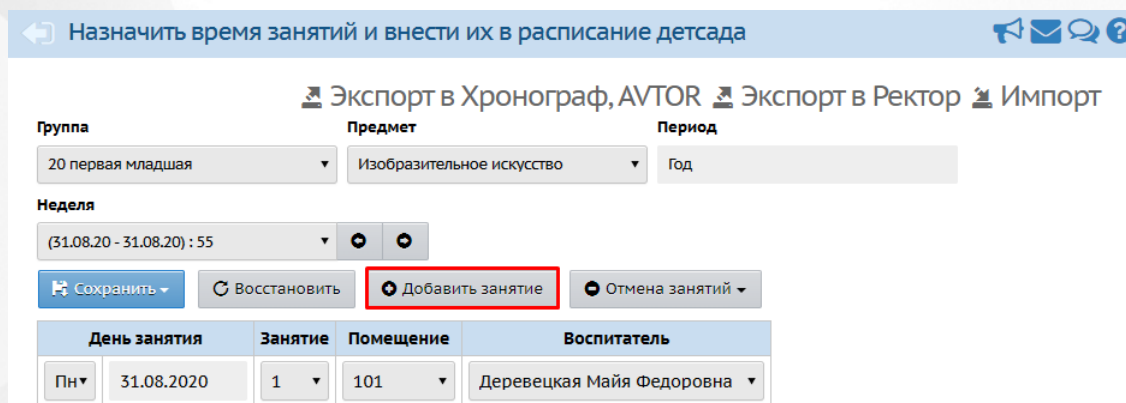 Назначить время занятий и внести их в расписание детсада
Экспорт в Хронограф, AVTOR Экспорт в Ректор Импорт
Группа Предмет Период
20 первая младшая Изобразительное искусство Год
Неделя
(31.08.20 - 31.08.20) : 55
Сохранить Восстановить Добавить занятие Отмена занятий
День занятия Занятие Помещение Воспитатель
Пн 31.08.2020 1 101 Деревецкая Майя Федоровна